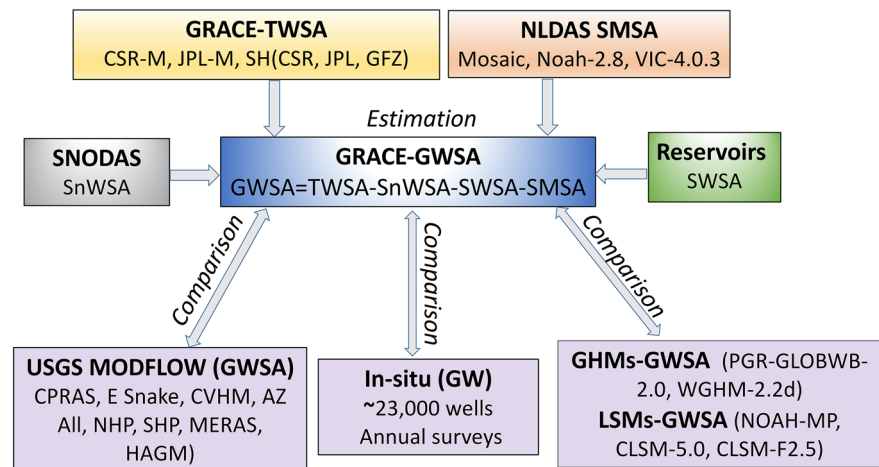 GRACE-TWSA
CSR-M, JPL-M, SH(CSR, JPL, GFZ)
NLDAS SMSA
Mosaic, Noah-2.8, VIC-4.0.3
Estimation
SNODAS
SnWSA
GRACE-GWSA
GWSA=TWSA-SnWSA-SWSA-SMSA
Reservoirs
SWSA
Comparison
Comparison
Comparison
USGS MODFLOW (GWSA)
CPRAS, E Snake, CVHM, AZ
All, NHP, SHP, MERAS,
HAGM)
In-situ (GW)
~23,000 wells
Annual surveys
GHMs-GWSA (PGR-GLOBWB-
2.0, WGHM-2.2d)
LSMs-GWSA (NOAH-MP,
CLSM-5.0, CLSM-F2.5)